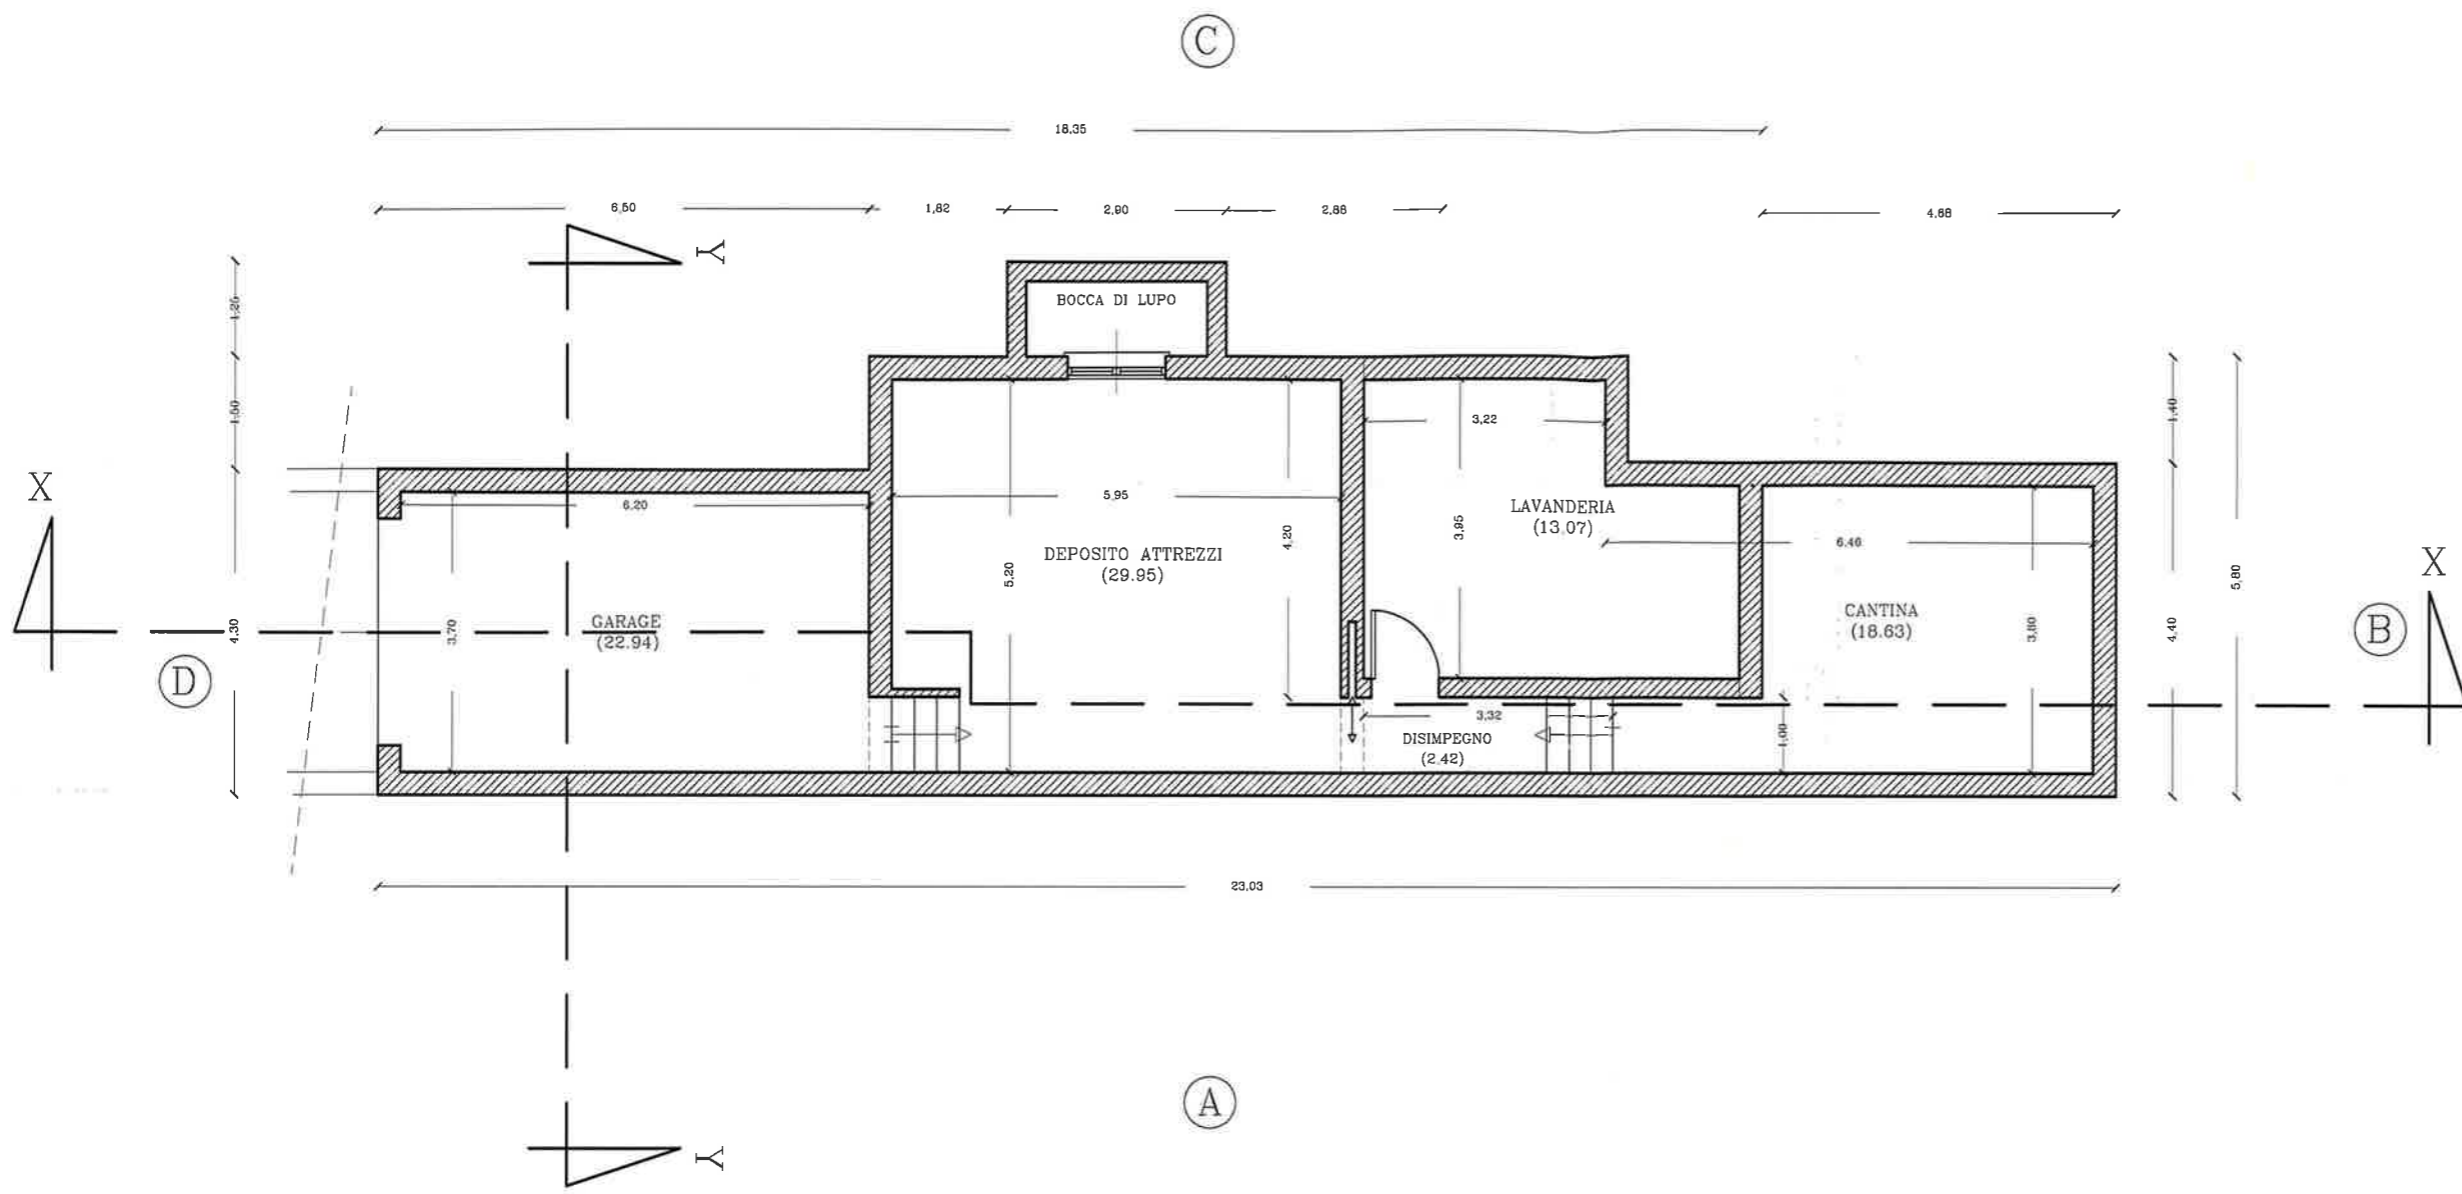 C
18,35
6,50
1,82
2,90
2,88
4,68
Y
BOCCA DI LUPO
1,20
1,50
1,40
3,22
X
5,95
6,20
LAVANDERIA
(13.07)
3,95
4,20
6,46
DEPOSITO ATTREZZI
(29.95)
5,20
5,80
X
GARAGE
(22.94)
CANTINA
(18.63)
4,30
3,70
3,80
4,40
B
D
3,32
DISIMPEGNO
(2.42)
1,00
23,03
A
Y